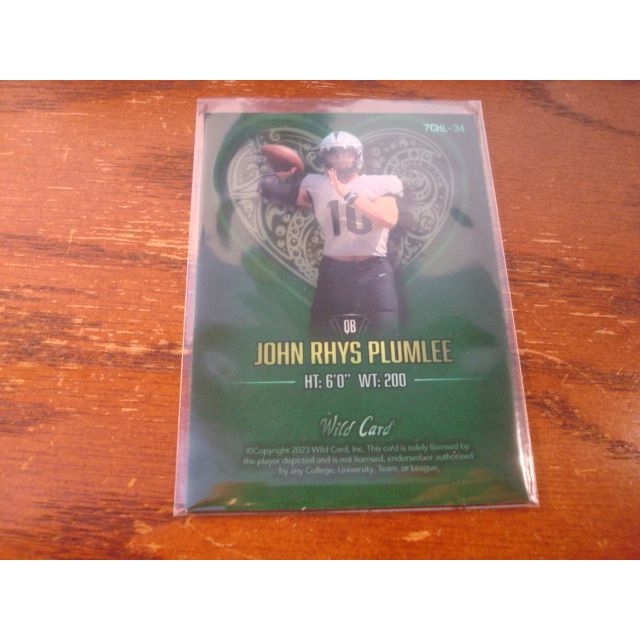 7CHL-34
10
QB
JOHN RHYS PLUMLEE
HT: 6'0" WT: 200
Wild Card
©Copyright 2023 Wild Card, Inc. This card is solely licensed by
the player depicted and is not licensed, endorsed or authorized
by any College, University, Team, or League.